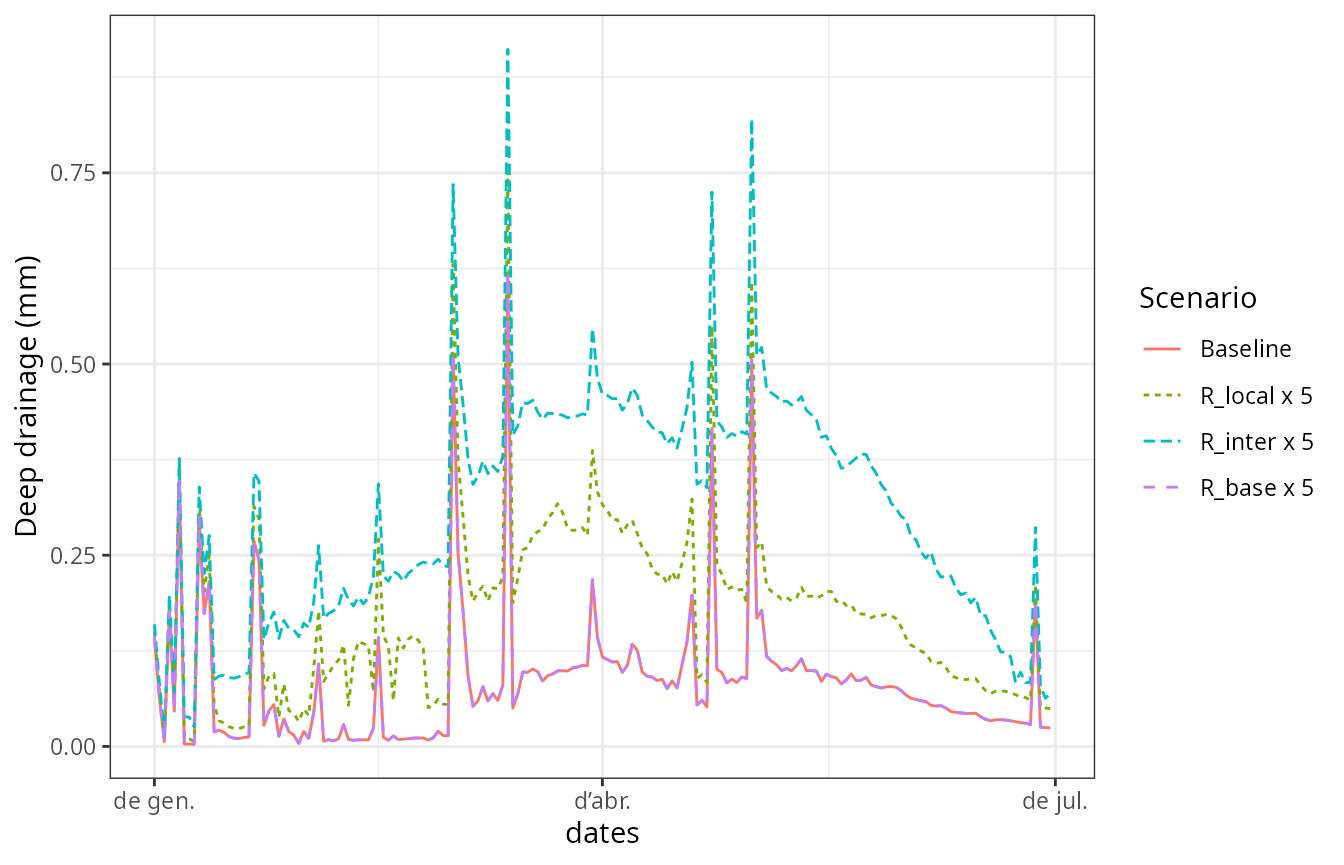 Deep drainage (mm)
0.75
0.50
0.25
0.00
de gen.
d’abr.
de jul.
dates
Scenario
Baseline
R_local x 5
R_inter x 5
R_base x 5